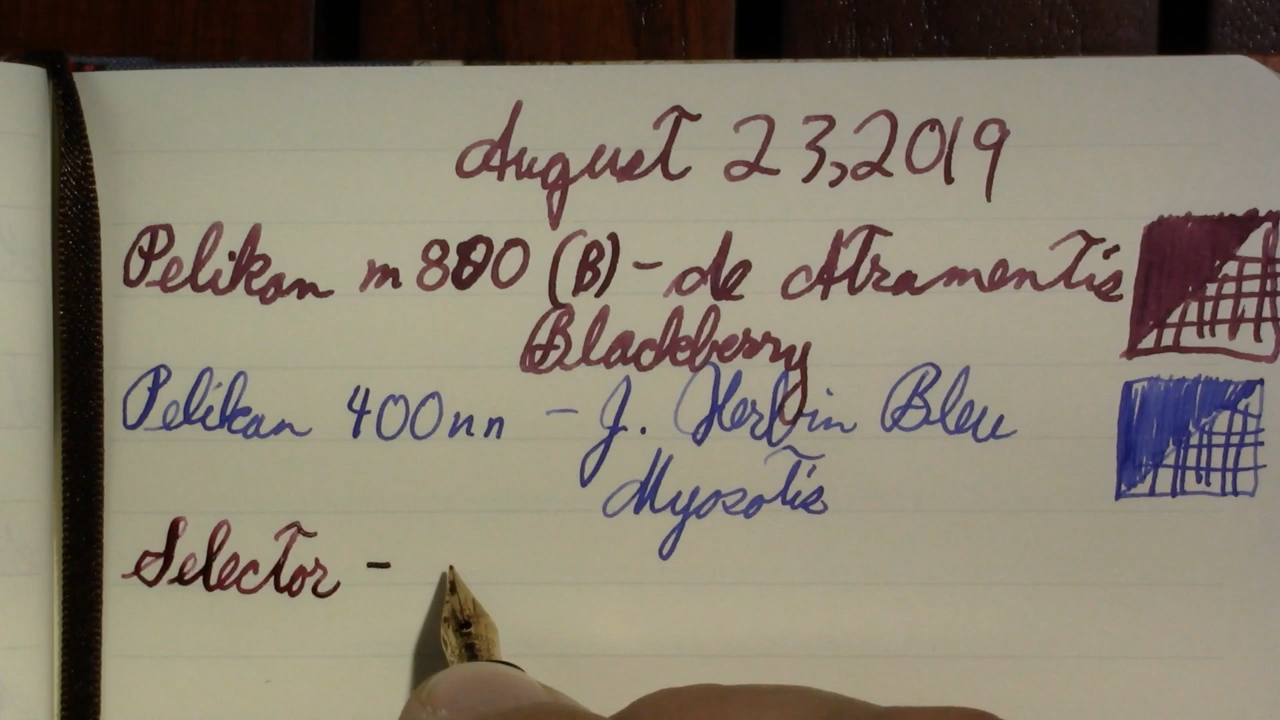 August 23, 2019
Pelikan m800 (B) - de Atramentis
Blackberry
Pelikan 400nn - J. Herbin Bleu
Myosotis
Selector -